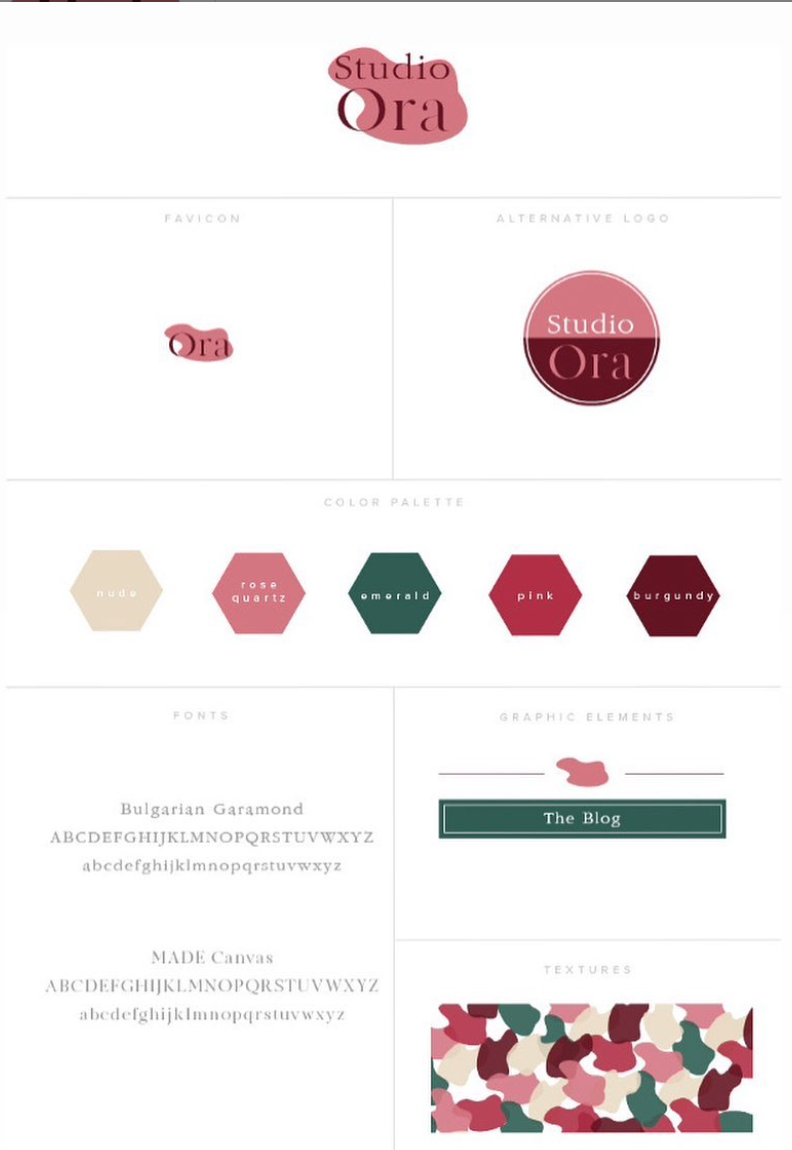 Studio
Ora
FAVICON
ALTERNATIVE LOGO
Ora
Studio
Ora
COLOR PALETTE
nude
rose
quartz
emerald
pink
burgundy
FONTS
GRAPHIC ELEMENTS
The Blog
Bulgarian Garamond
ABCDEFGHIJKLMNOPQRSTUVWXYZ
abcdefghijklmnopqrstuvwxyz
MADE Canvas
ABCDEFGHIJKLMNOPQRSTUVWXYZ
abcdefghijklmnopqrstuvwxyz
TEXTURES